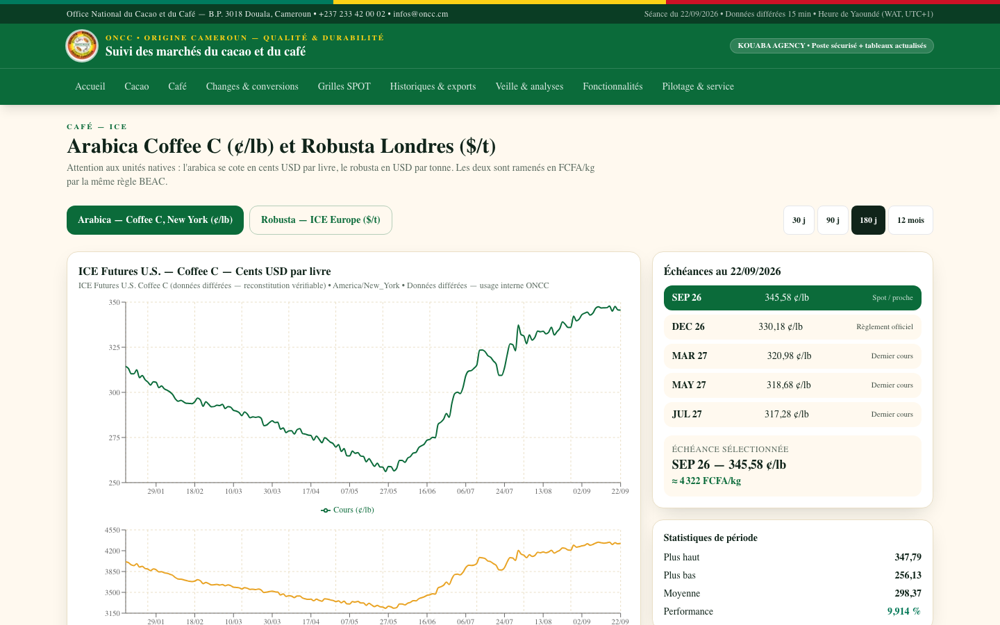 Office National du Cacao et du Café — B.P. 3018 Douala, Cameroun • +237 233 42 00 02 • infos@oncc.cm
Séance du 22/09/2026 • Données différées 15 min • Heure de Yaoundé (WAT, UTC+1)
ONCC • ORIGINE CAMEROUN — QUALITÉ & DURABILITÉ
Suivi des marchés du cacao et du café
KOUABA AGENCY • Poste sécurisé + tableaux actualisés
Accueil Cacao Café Changes & conversions Grilles SPOT Historiques & exports Veille & analyses Fonctionnalités Pilotage & service
CAFÉ — ICE
Arabica Coffee C (¢/lb) et Robusta Londres ($/t)
Attention aux unités natives : l'arabica se cote en cents USD par livre, le robusta en USD par tonne. Les deux sont ramenés en FCFA/kg
par la même règle BEAC.
Arabica — Coffee C, New York (¢/lb) Robusta — ICE Europe ($/t)
30 j 90 j 180 j 12 mois
ICE Futures U.S. — Coffee C — Cents USD par livre
ICE Futures U.S. Coffee C (données différées — reconstitution vérifiable) • America/New_York • Données différées — usage interne ONCC
350
325
300
275
250
29/01 18/02 10/03 30/03 17/04 07/05 27/05 16/06 06/07 24/07 13/08 02/09 22/09
Cours (¢/lb)
4550
4200
3850
3500
3150
29/01 18/02 10/03 30/03 17/04 07/05 27/05 16/06 06/07 24/07 13/08 02/09 22/09
Échéances au 22/09/2026
SEP 26 345,58 ¢/lb Spot / proche
DEC 26 330,18 ¢/lb Règlement officiel
MAR 27 320,98 ¢/lb Dernier cours
MAY 27 318,68 ¢/lb Dernier cours
JUL 27 317,28 ¢/lb Dernier cours
ÉCHÉANCE SÉLECTIONNÉE
SEP 26 — 345,58 ¢/lb
≈ 4 322 FCFA/kg
Statistiques de période
Plus haut 347,79
Plus bas 256,13
Moyenne 298,37
Performance 9,914 %